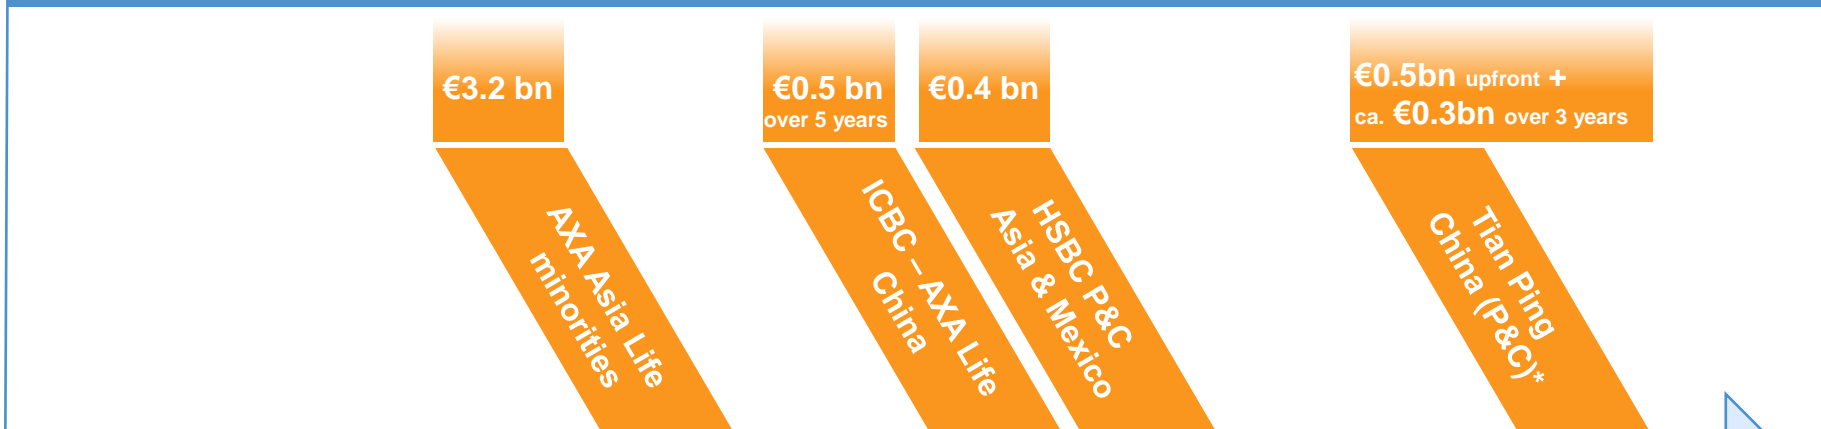 €3.2 bn
€0.5 bn
over 5 years
€0.4 bn
€0.5bn upfront +
ca. €0.3bn over 3 years
AXA Asia Life
minorities
ICBC – AXA Life
China
HSBC P&C
Asia & Mexico
Tian Ping
China (P&C)*